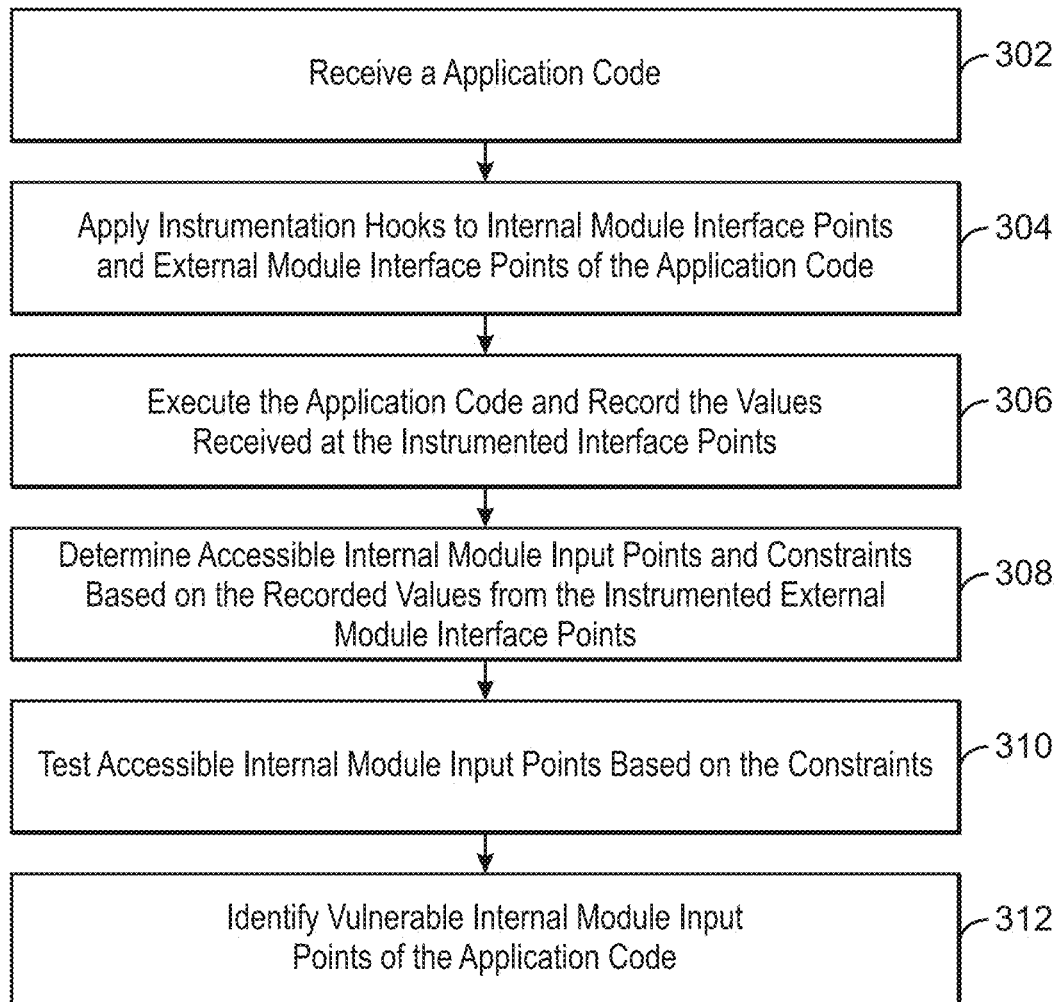 Receive a Application Code
302
Apply Instrumentation Hooks to Internal Module Interface Points
and External Module Interface Points of the Application Code
304
Execute the Application Code and Record the Values
Received at the Instrumented Interface Points
306
Determine Accessible Internal Module Input Points and Constraints
Based on the Recorded Values from the Instrumented External
Module Interface Points
308
Test Accessible Internal Module Input Points Based on the Constraints
310
Identify Vulnerable Internal Module Input
Points of the Application Code
312